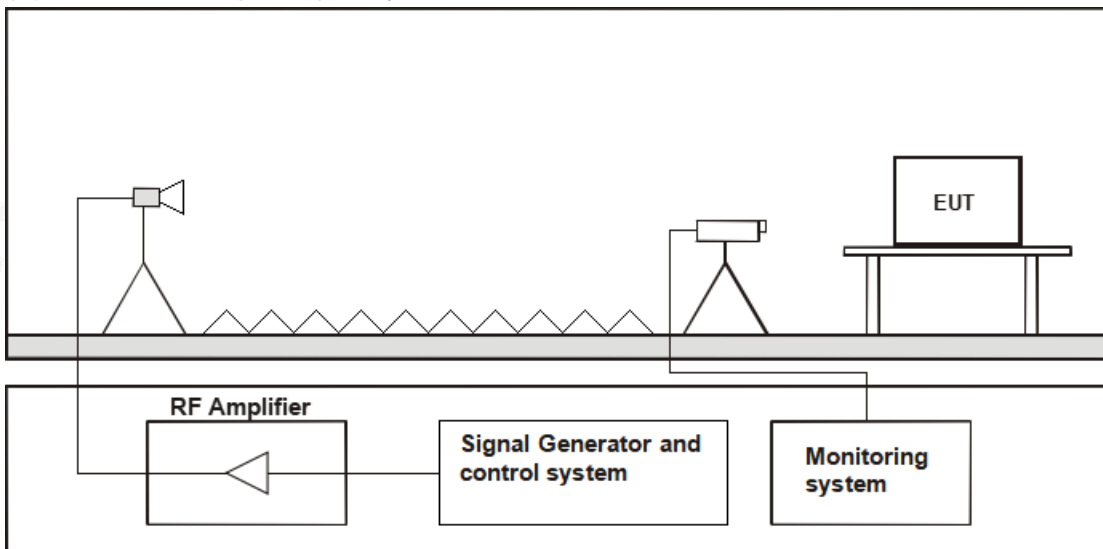 EUT
RF Amplifier
Signal Generator and
control system
Monitoring
system